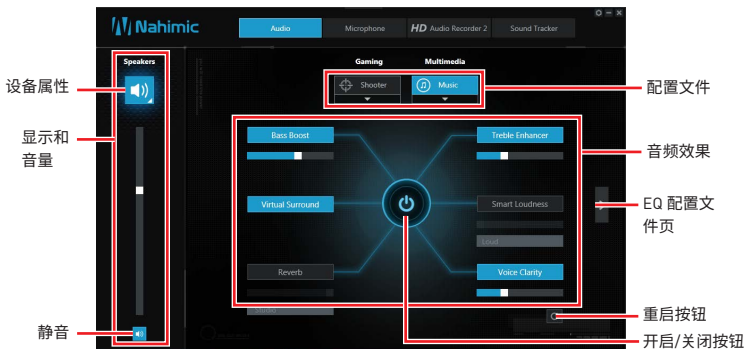 Nahimic
Audio
Microphone
HD Audio Recorder 2
Sound Tracker
Speakers
Gaming
Multimedia
Shooter
Music
Bass Boost
Treble Enhancer
Virtual Surround
Smart Loudness
Loud
Reverb
Studio
Voice Clarity
设备属性
显示和
音量
静音
配置文件
音频效果
EQ 配置文
件页
重启按钮
开启/关闭按钮